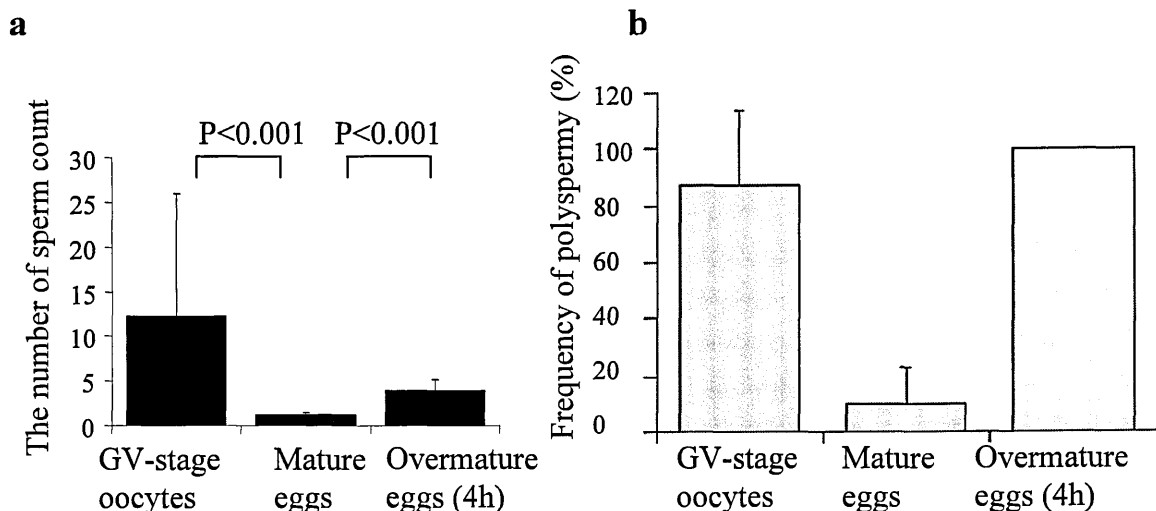 a
P<0.001 P<0.001
The number of sperm count
30
25
20
15
10
5
0
GV-stage oocytes
Mature eggs
Overmature eggs (4h)
b
Frequency of polyspermy (%)
120
100
80
60
40
20
0
GV-stage oocytes
Mature eggs
Overmature eggs (4h)